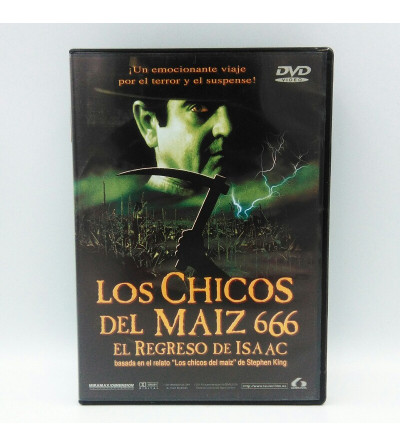 ¡Un emocionante viaje
por el terror y el suspense!
DVD
VIDEO
LOS CHICOS
DEL MAIZ 666
EL REGRESO DE ISAAC
basada en el relato "Los chicos del maiz" de Stephen King